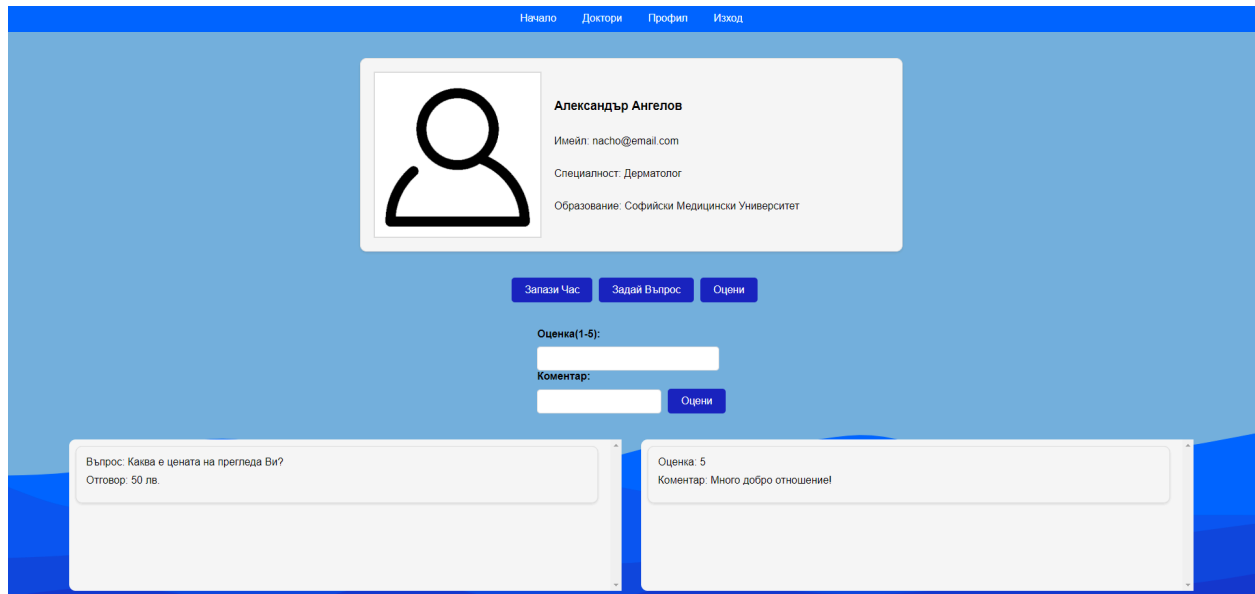 Начало Доктори Профил Изход
Александър Ангелов
Имейл: nacho@email.com
Специалност: Дерматолог
Образование: Софийски Медицински Университет
Запази Час Задай Въпрос Оцени
Оценка(1-5):
Коментар:
Оцени
Въпрос: Каква е цената на прегледа Ви?
Отговор: 50 лв.
Оценка: 5
Коментар: Много добро отношение!